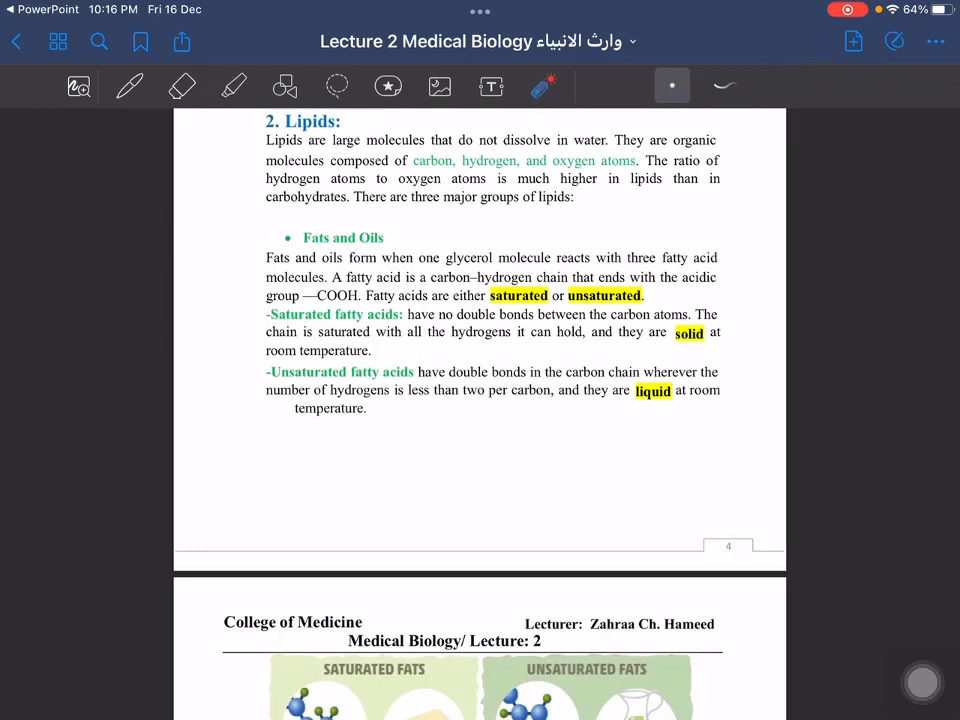 PowerPoint 10:16 PM Fri 16 Dec 64%
Lecture 2 Medical Biology وارث الانبياء
T
2. Lipids:
Lipids are large molecules that do not dissolve in water. They are organic
molecules composed of carbon, hydrogen, and oxygen atoms. The ratio of
hydrogen atoms to oxygen atoms is much higher in lipids than in
carbohydrates. There are three major groups of lipids:
• Fats and Oils
Fats and oils form when one glycerol molecule reacts with three fatty acid
molecules. A fatty acid is a carbon–hydrogen chain that ends with the acidic
group —COOH. Fatty acids are either saturated or unsaturated.
-Saturated fatty acids: have no double bonds between the carbon atoms. The
chain is saturated with all the hydrogens it can hold, and they are solid at
room temperature.
-Unsaturated fatty acids have double bonds in the carbon chain wherever the
number of hydrogens is less than two per carbon, and they are liquid at room
temperature.
4
College of Medicine Lecturer: Zahraa Ch. Hameed
Medical Biology/ Lecture: 2
SATURATED FATS UNSATURATED FATS